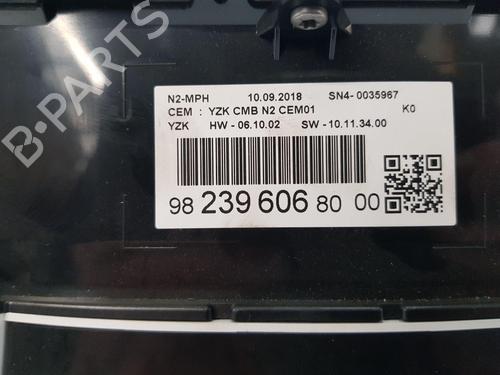 N2-MPH 10.09.2018 SN4- 0035967
CEM : YZK CMB N2 CEM01 K0
YZK HW - 06.10.02 SW - 10.11.34.00
98 239 606 80 00
B-Parts